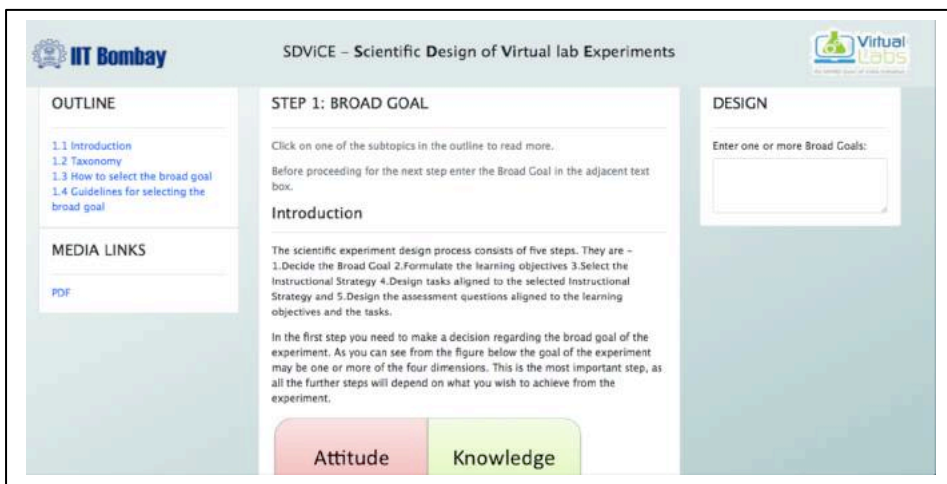 IIT Bombay
SDViCE – Scientific Design of Virtual lab Experiments
Virtual
Labs
OUTLINE
1.1 Introduction
1.2 Taxonomy
1.3 How to select the broad goal
1.4 Guidelines for selecting the
broad goal
MEDIA LINKS
PDF
STEP 1: BROAD GOAL
Click on one of the subtopics in the outline to read more.
Before proceeding for the next step enter the Broad Goal in the adjacent text
box.
Introduction
The scientific experiment design process consists of five steps. They are –
1.Decide the Broad Goal 2.Formulate the learning objectives 3.Select the
Instructional Strategy 4.Design tasks aligned to the selected Instructional
Strategy and 5.Design the assessment questions aligned to the learning
objectives and the tasks.
In the first step you need to make a decision regarding the broad goal of the
experiment. As you can see from the figure below the goal of the experiment
may be one or more of the four dimensions. This is the most important step, as
all the further steps will depend on what you wish to achieve from the
experiment.
Attitude
Knowledge
DESIGN
Enter one or more Broad Goals: